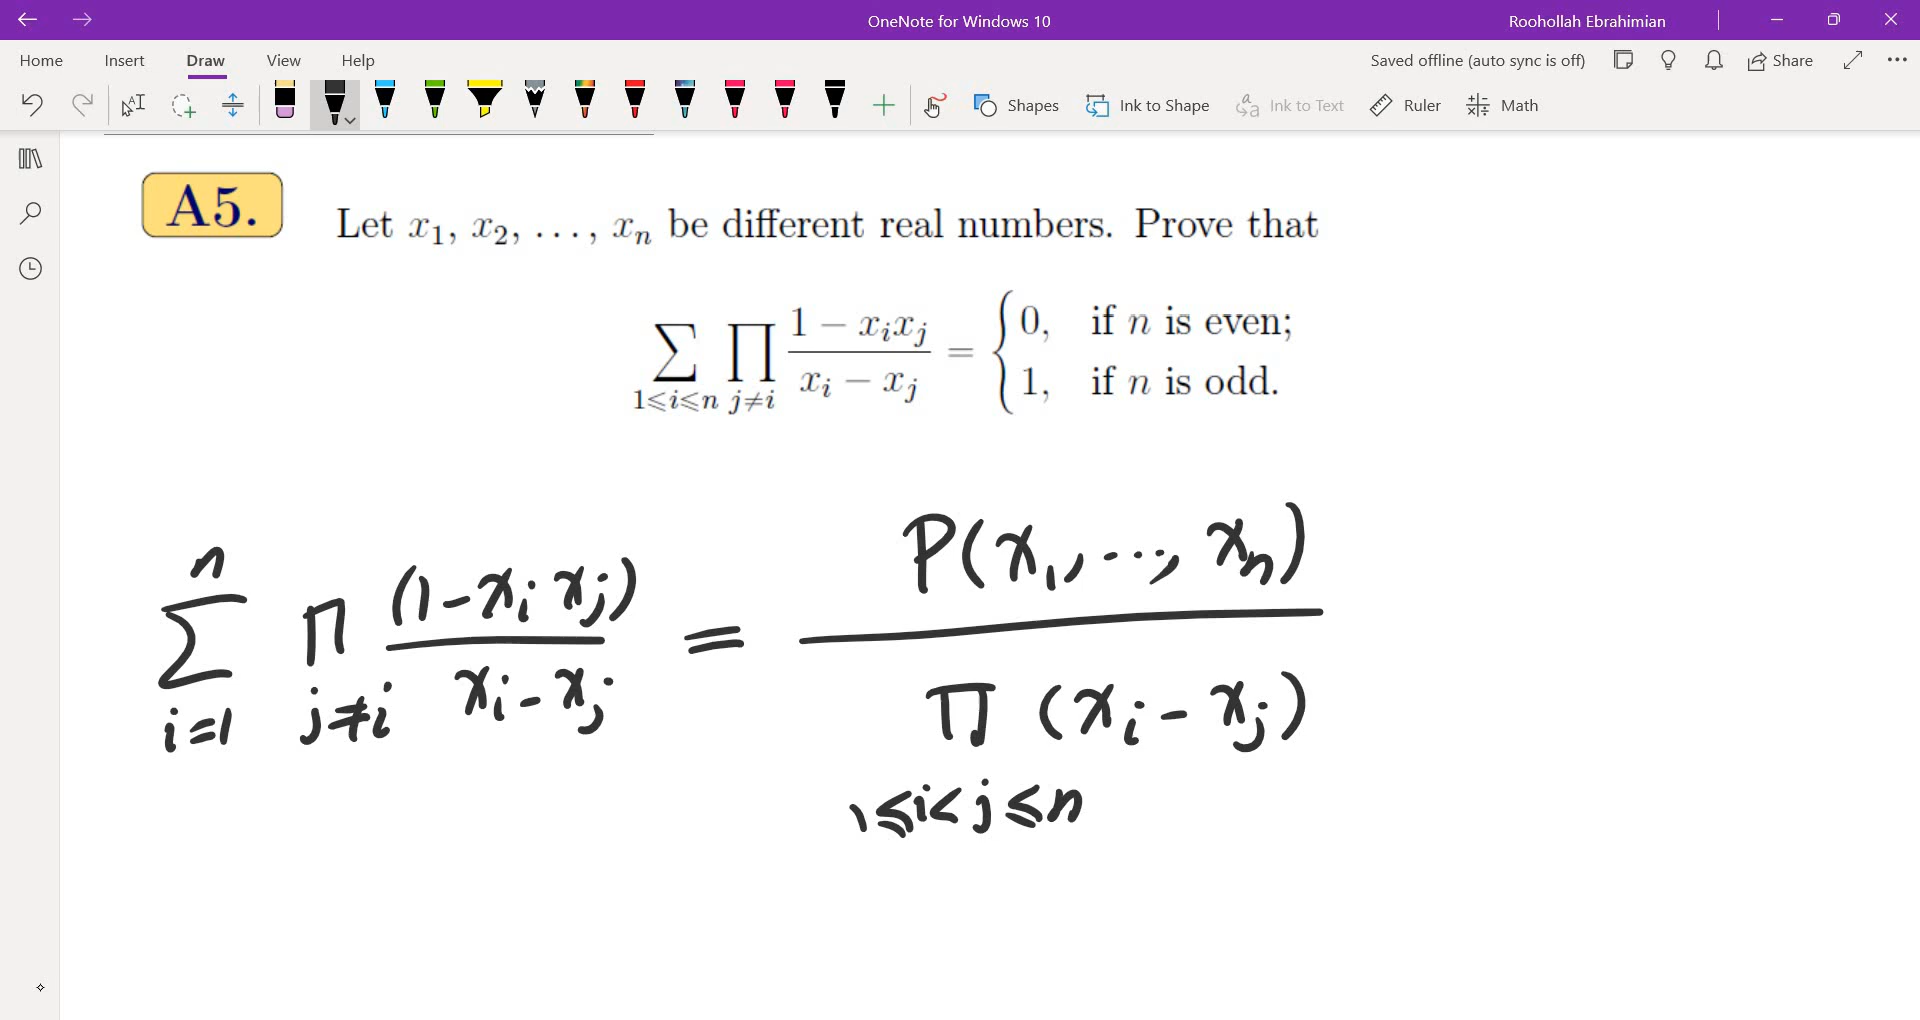 OneNote for Windows 10
Roohollah Ebrahimian
Home Insert Draw View Help
Saved offline (auto sync is off) Share
Shapes Ink to Shape Ink to Text Ruler Math
A5.
Let x₁, x₂, ..., xₙ be different real numbers. Prove that
∑_{1≤i≤n} ∏_{j≠i} (1 − xᵢxⱼ)/(xᵢ − xⱼ) = { 0, if n is even; 1, if n is odd.
∑_{i=1}^{n} ∏_{j≠i} (1 − xᵢ xⱼ)/(xᵢ − xⱼ) = P(x₁, ..., xₙ) / ∏_{1≤i<j≤n} (xᵢ − xⱼ)